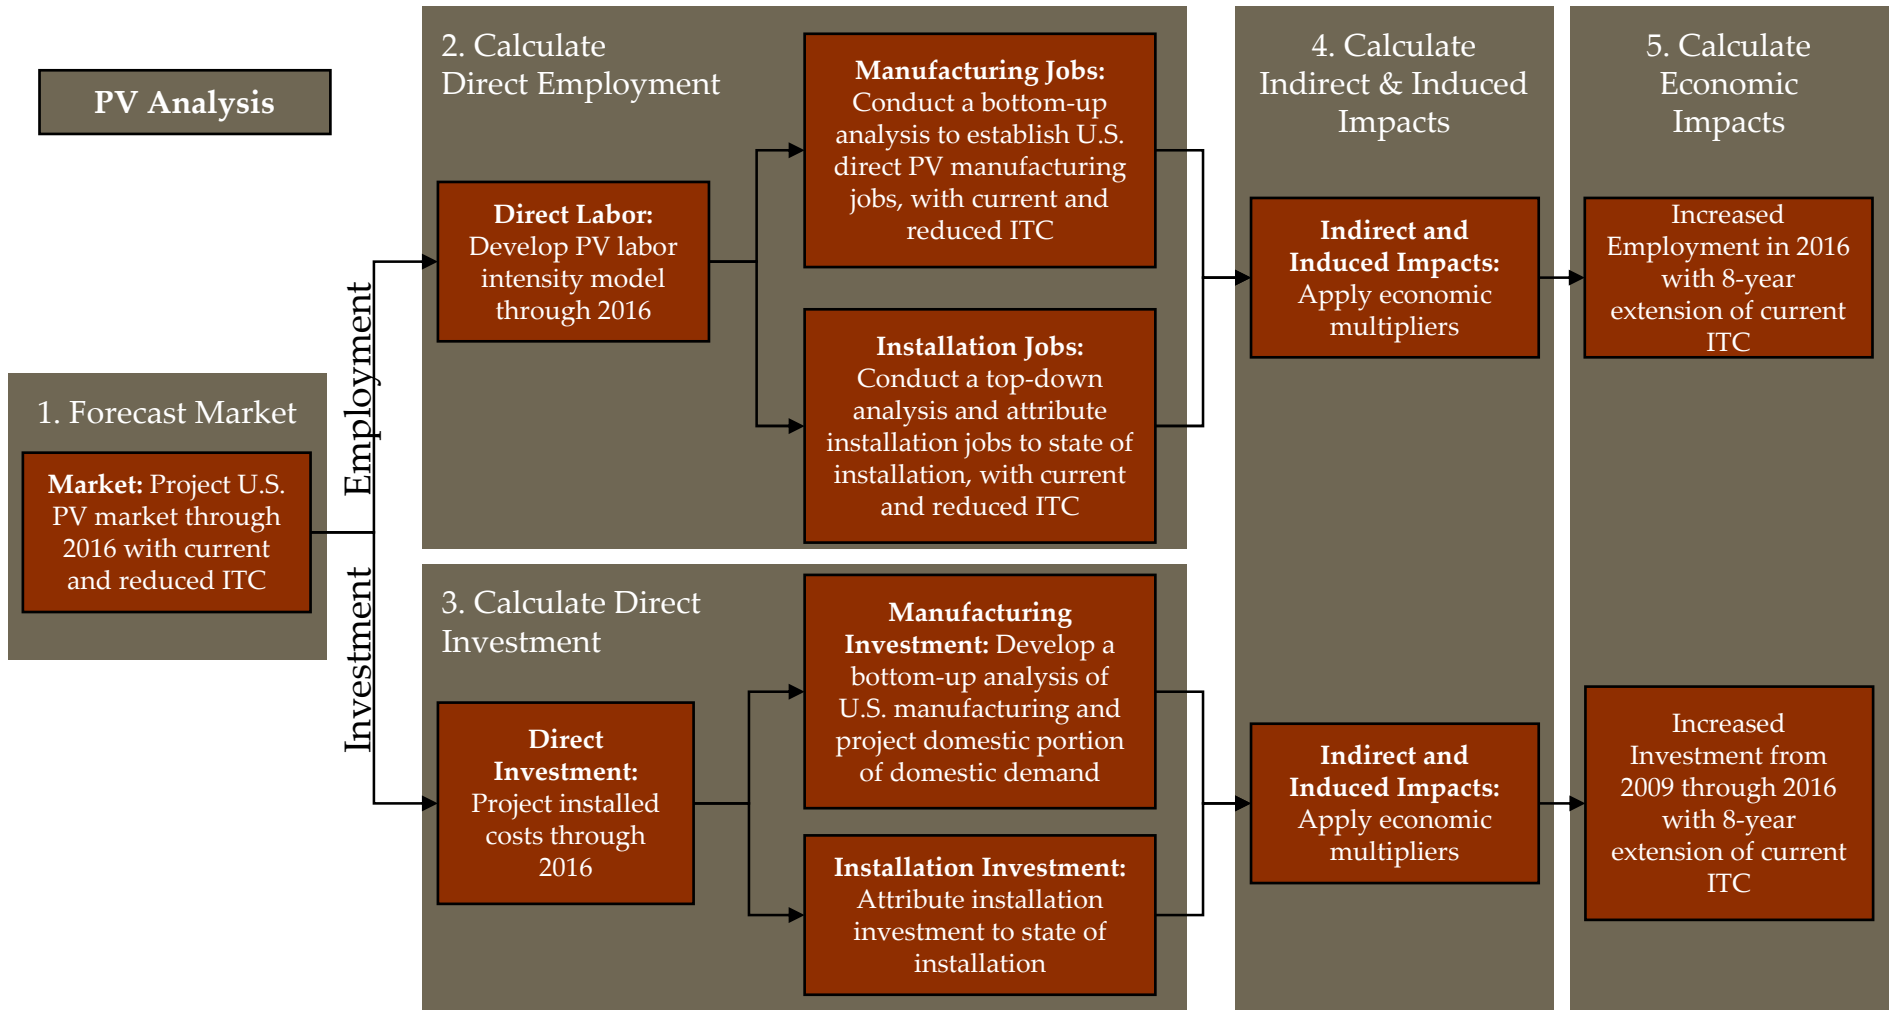 PV Analysis
1. Forecast Market
Market: Project U.S.
PV market through
2016 with current
and reduced ITC
Employment
Investment
2. Calculate
Direct Employment
Direct Labor:
Develop PV labor
intensity model
through 2016
Manufacturing Jobs:
Conduct a bottom-up
analysis to establish U.S.
direct PV manufacturing
jobs, with current and
reduced ITC
Installation Jobs:
Conduct a top-down
analysis and attribute
installation jobs to state of
installation, with current
and reduced ITC
3. Calculate Direct
Investment
Direct
Investment:
Project installed
costs through
2016
Manufacturing
Investment: Develop a
bottom-up analysis of
U.S. manufacturing and
project domestic portion
of domestic demand
Installation Investment:
Attribute installation
investment to state of
installation
4. Calculate
Indirect & Induced
Impacts
Indirect and
Induced Impacts:
Apply economic
multipliers
Indirect and
Induced Impacts:
Apply economic
multipliers
5. Calculate
Economic
Impacts
Increased
Employment in 2016
with 8-year
extension of current
ITC
Increased
Investment from
2009 through 2016
with 8-year
extension of current
ITC